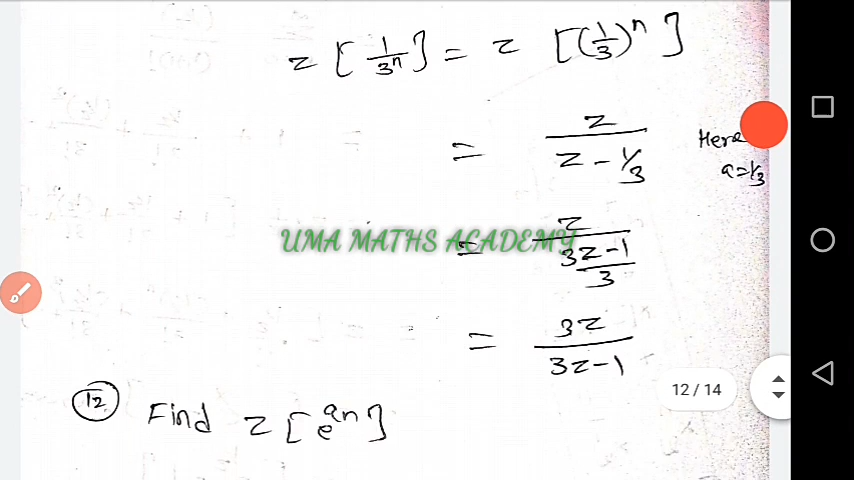 z [ 1/3ⁿ ] = z [ (1/3)ⁿ ]
= z / (z - 1/3) Here a = 1/3
= z / ((3z-1)/3)
UMA MATHS ACADEMY
= 3z / (3z-1)
12 / 14
(12) Find z [ e^{an} ]